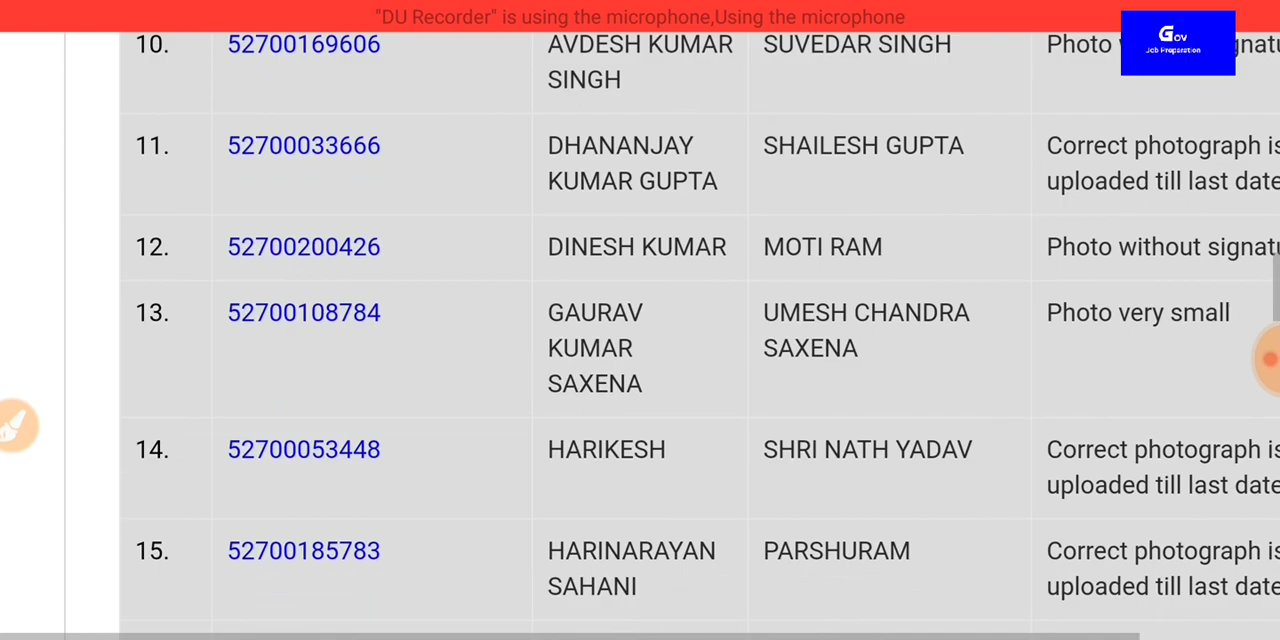 "DU Recorder" is using the microphone,Using the microphone
Gov
Job Preparation
10. 52700169606 AVDESH KUMAR SUVEDAR SINGH Photo
SINGH
11. 52700033666 DHANANJAY SHAILESH GUPTA Correct photograph is
KUMAR GUPTA uploaded till last date
12. 52700200426 DINESH KUMAR MOTI RAM Photo without signatu
13. 52700108784 GAURAV UMESH CHANDRA Photo very small
KUMAR SAXENA
SAXENA
14. 52700053448 HARIKESH SHRI NATH YADAV Correct photograph is
uploaded till last date
15. 52700185783 HARINARAYAN PARSHURAM Correct photograph is
SAHANI uploaded till last date